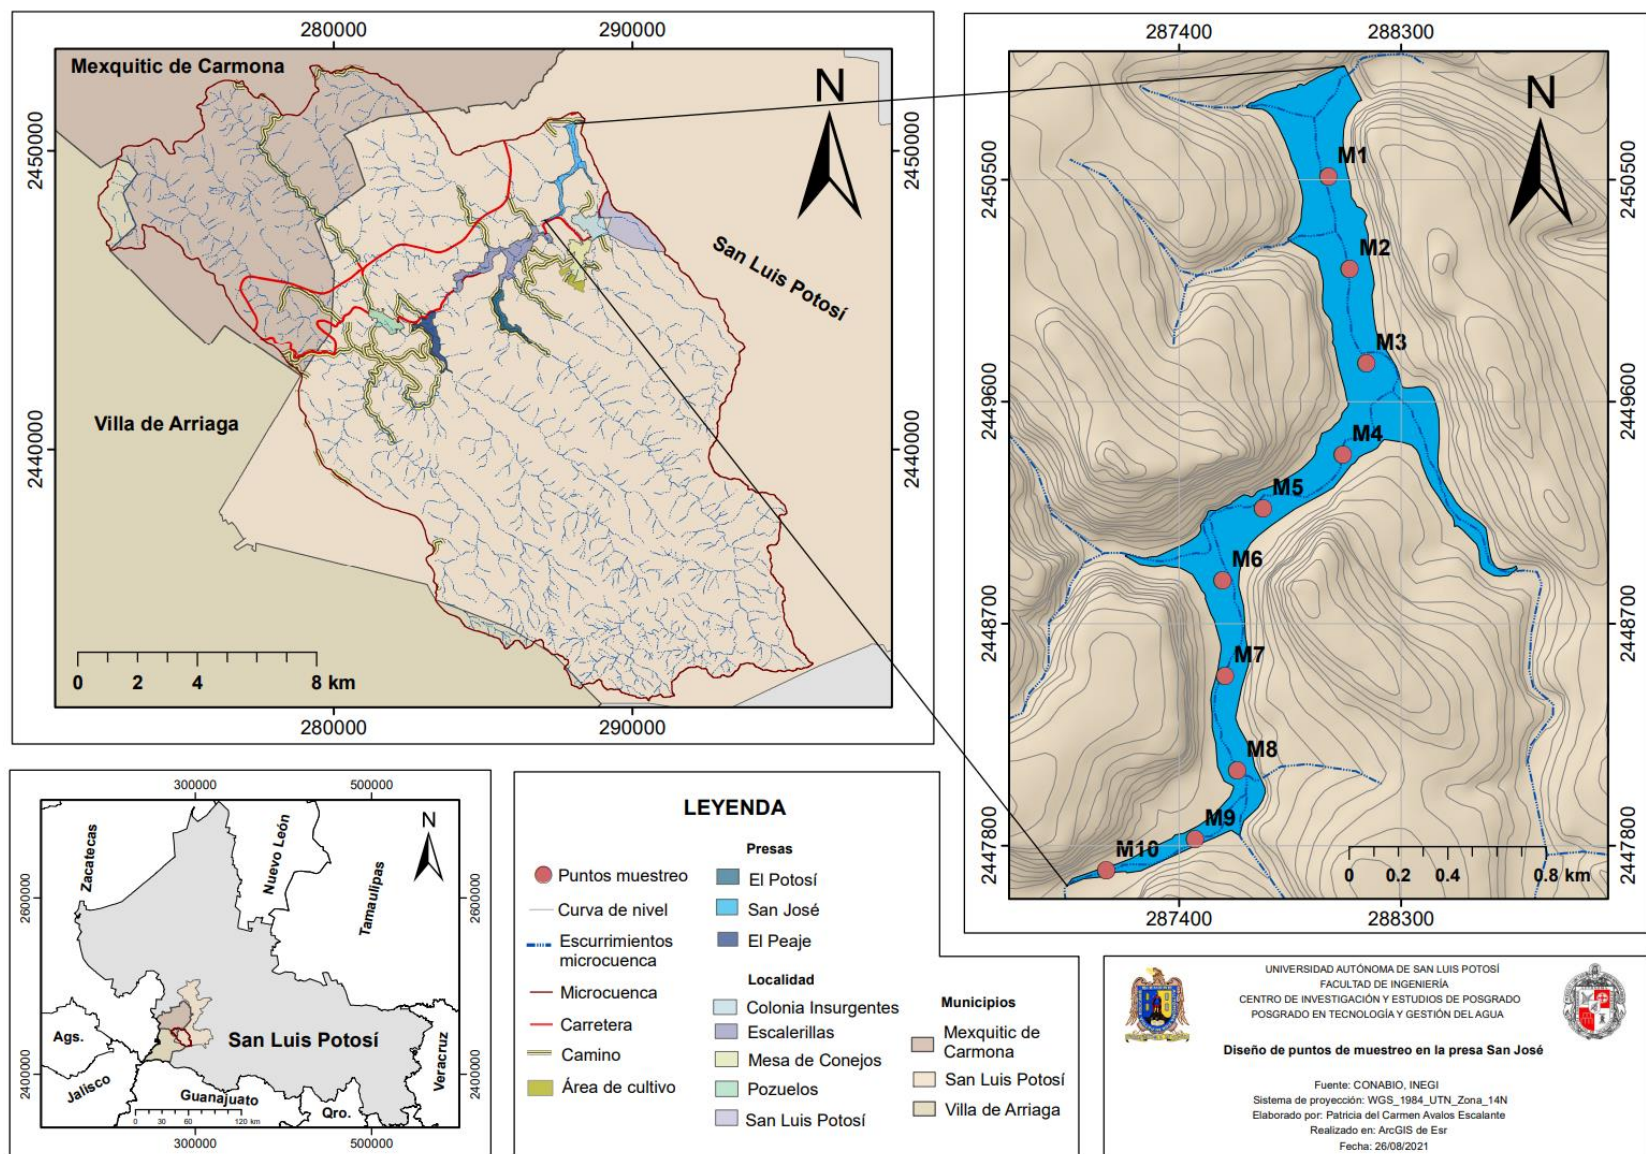 280000
290000
2450000
2440000
Mexquitic de Carmona
N
San Luis Potosí
Villa de Arriaga
2450000
2440000
0 2 4 8 km
280000
290000
287400
288300
2450500
2449600
2448700
2447800
N
M1
M2
M3
M4
M5
M6
M7
M8
M9
M10
0 0.2 0.4 0.8 km
2450500
2449600
2448700
2447800
287400
288300
300000
500000
2600000
2400000
Zacatecas
Nuevo León
Tamaulipas
N
San Luis Potosí
Ags.
Jalisco
Guanajuato
Qro.
Veracruz
0 30 60 120 km
2600000
2400000
300000
500000
LEYENDA
Puntos muestreo
Curva de nivel
Escurrimientos
microcuenca
Microcuenca
Carretera
Camino
Área de cultivo
Presas
El Potosí
San José
El Peaje
Localidad
Colonia Insurgentes
Escalerillas
Mesa de Conejos
Pozuelos
San Luis Potosí
Municipios
Mexquitic de
Carmona
San Luis Potosí
Villa de Arriaga
UNIVERSIDAD AUTÓNOMA DE SAN LUIS POTOSÍ
FACULTAD DE INGENIERÍA
CENTRO DE INVESTIGACIÓN Y ESTUDIOS DE POSGRADO
POSGRADO EN TECNOLOGÍA Y GESTIÓN DEL AGUA
Diseño de puntos de muestreo en la presa San José
Fuente: CONABIO, INEGI
Sistema de proyección: WGS_1984_UTN_Zona_14N
Elaborado por: Patricia del Carmen Avalos Escalante
Realizado en: ArcGIS de Esr
Fecha: 26/08/2021